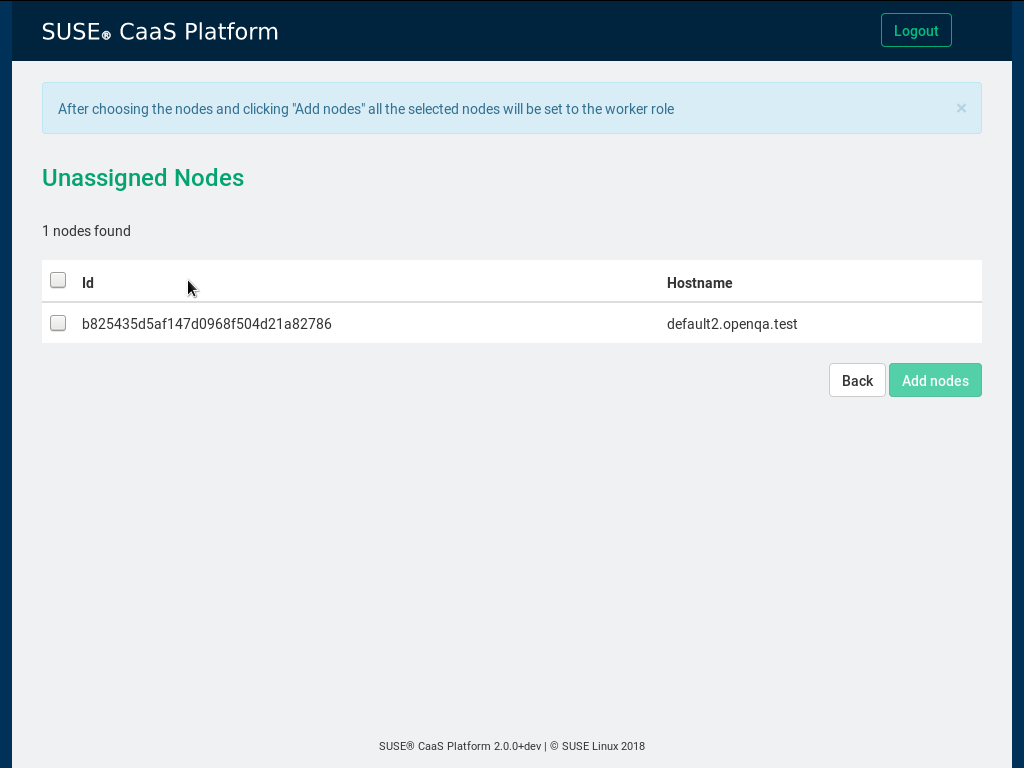 SUSE® CaaS Platform
Logout
After choosing the nodes and clicking "Add nodes" all the selected nodes will be set to the worker role
×
Unassigned Nodes
1 nodes found
Id Hostname
b825435d5af147d0968f504d21a82786 default2.openqa.test
Back Add nodes
SUSE® CaaS Platform 2.0.0+dev | © SUSE Linux 2018